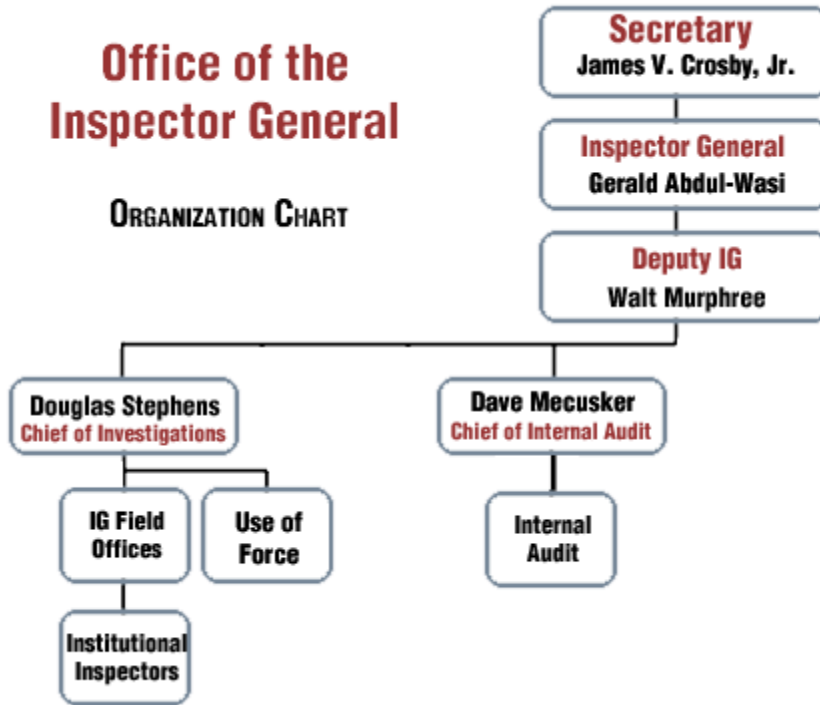 Office of the
Inspector General
ORGANIZATION CHART
Secretary
James V. Crosby, Jr.
Inspector General
Gerald Abdul-Wasi
Deputy IG
Walt Murphree
Douglas Stephens
Chief of Investigations
Dave Mecusker
Chief of Internal Audit
IG Field
Offices
Use of
Force
Internal
Audit
Institutional
Inspectors